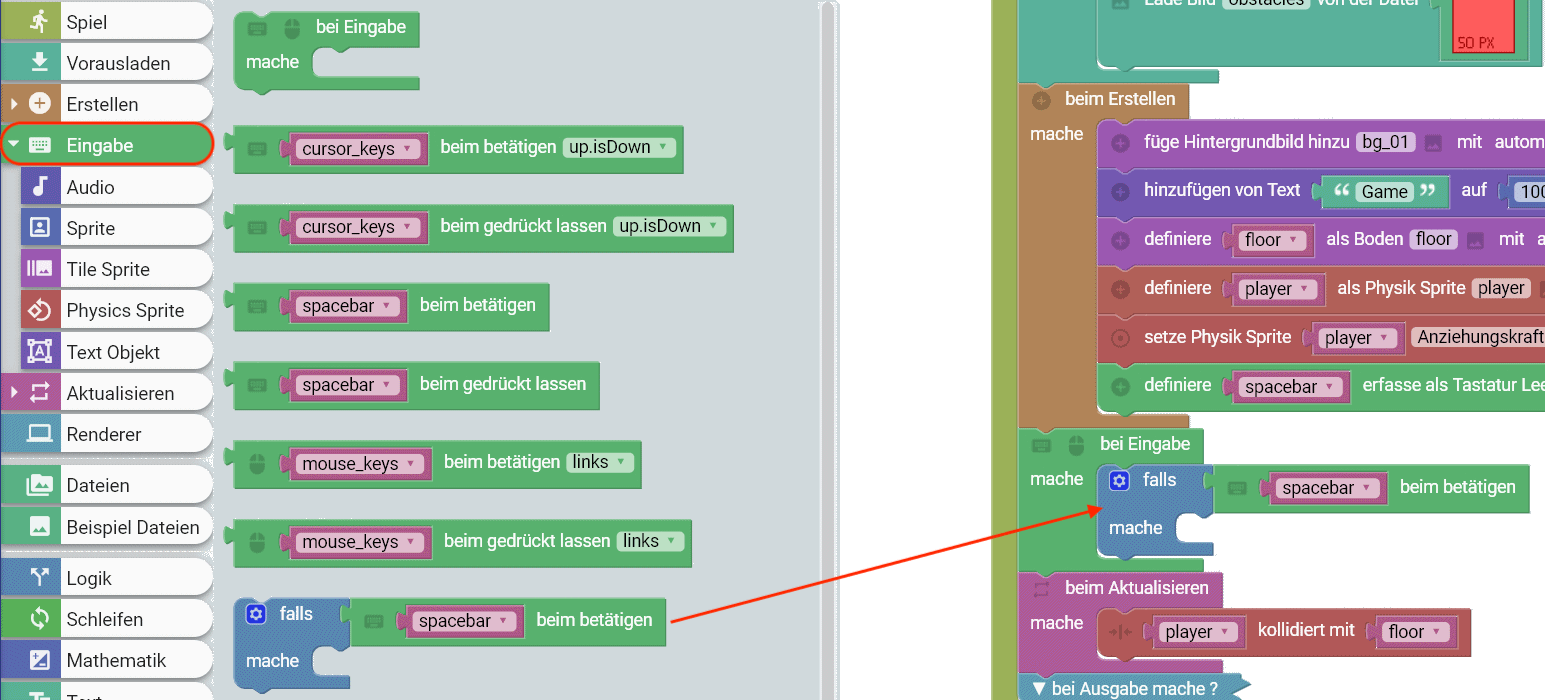 Spiel
Vorausladen
Erstellen
Eingabe
Audio
Sprite
Tile Sprite
Physics Sprite
Text Objekt
Aktualisieren
Renderer
Dateien
Beispiel Dateien
Logik
Schleifen
Mathematik
Text
bei Eingabe
mache
cursor_keys beim betätigen up.isDown
cursor_keys beim gedrückt lassen up.isDown
spacebar beim betätigen
spacebar beim gedrückt lassen
mouse_keys beim betätigen links
mouse_keys beim gedrückt lassen links
falls spacebar beim betätigen
mache
Lade Bild obstacles von der Datei
50 PX
beim Erstellen
mache
füge Hintergrundbild hinzu bg_01 mit autom
hinzufügen von Text “ Game ” auf 100
definiere floor als Boden floor mit a
definiere player als Physik Sprite player
setze Physik Sprite player Anziehungskraft
definiere spacebar erfasse als Tastatur Lee
bei Eingabe
mache falls spacebar beim betätigen
mache
beim Aktualisieren
mache player kollidiert mit floor
bei Ausgabe mache ?